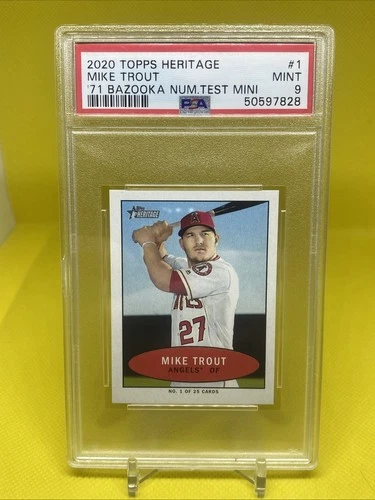 2020 TOPPS HERITAGE #1
MIKE TROUT MINT
'71 BAZOOKA NUM.TEST MINI 9
PSA 50597828
Topps
HERITAGE
27
MIKE TROUT
ANGELS® OF
NO. 1 OF 25 CARDS